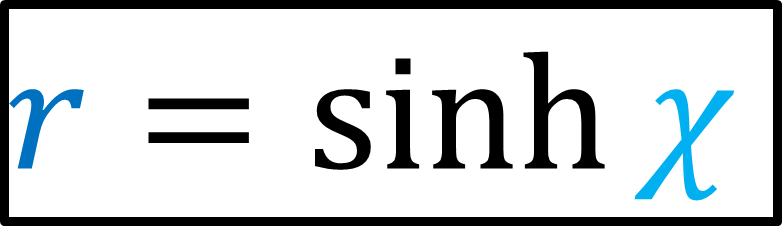 r = sinh χ